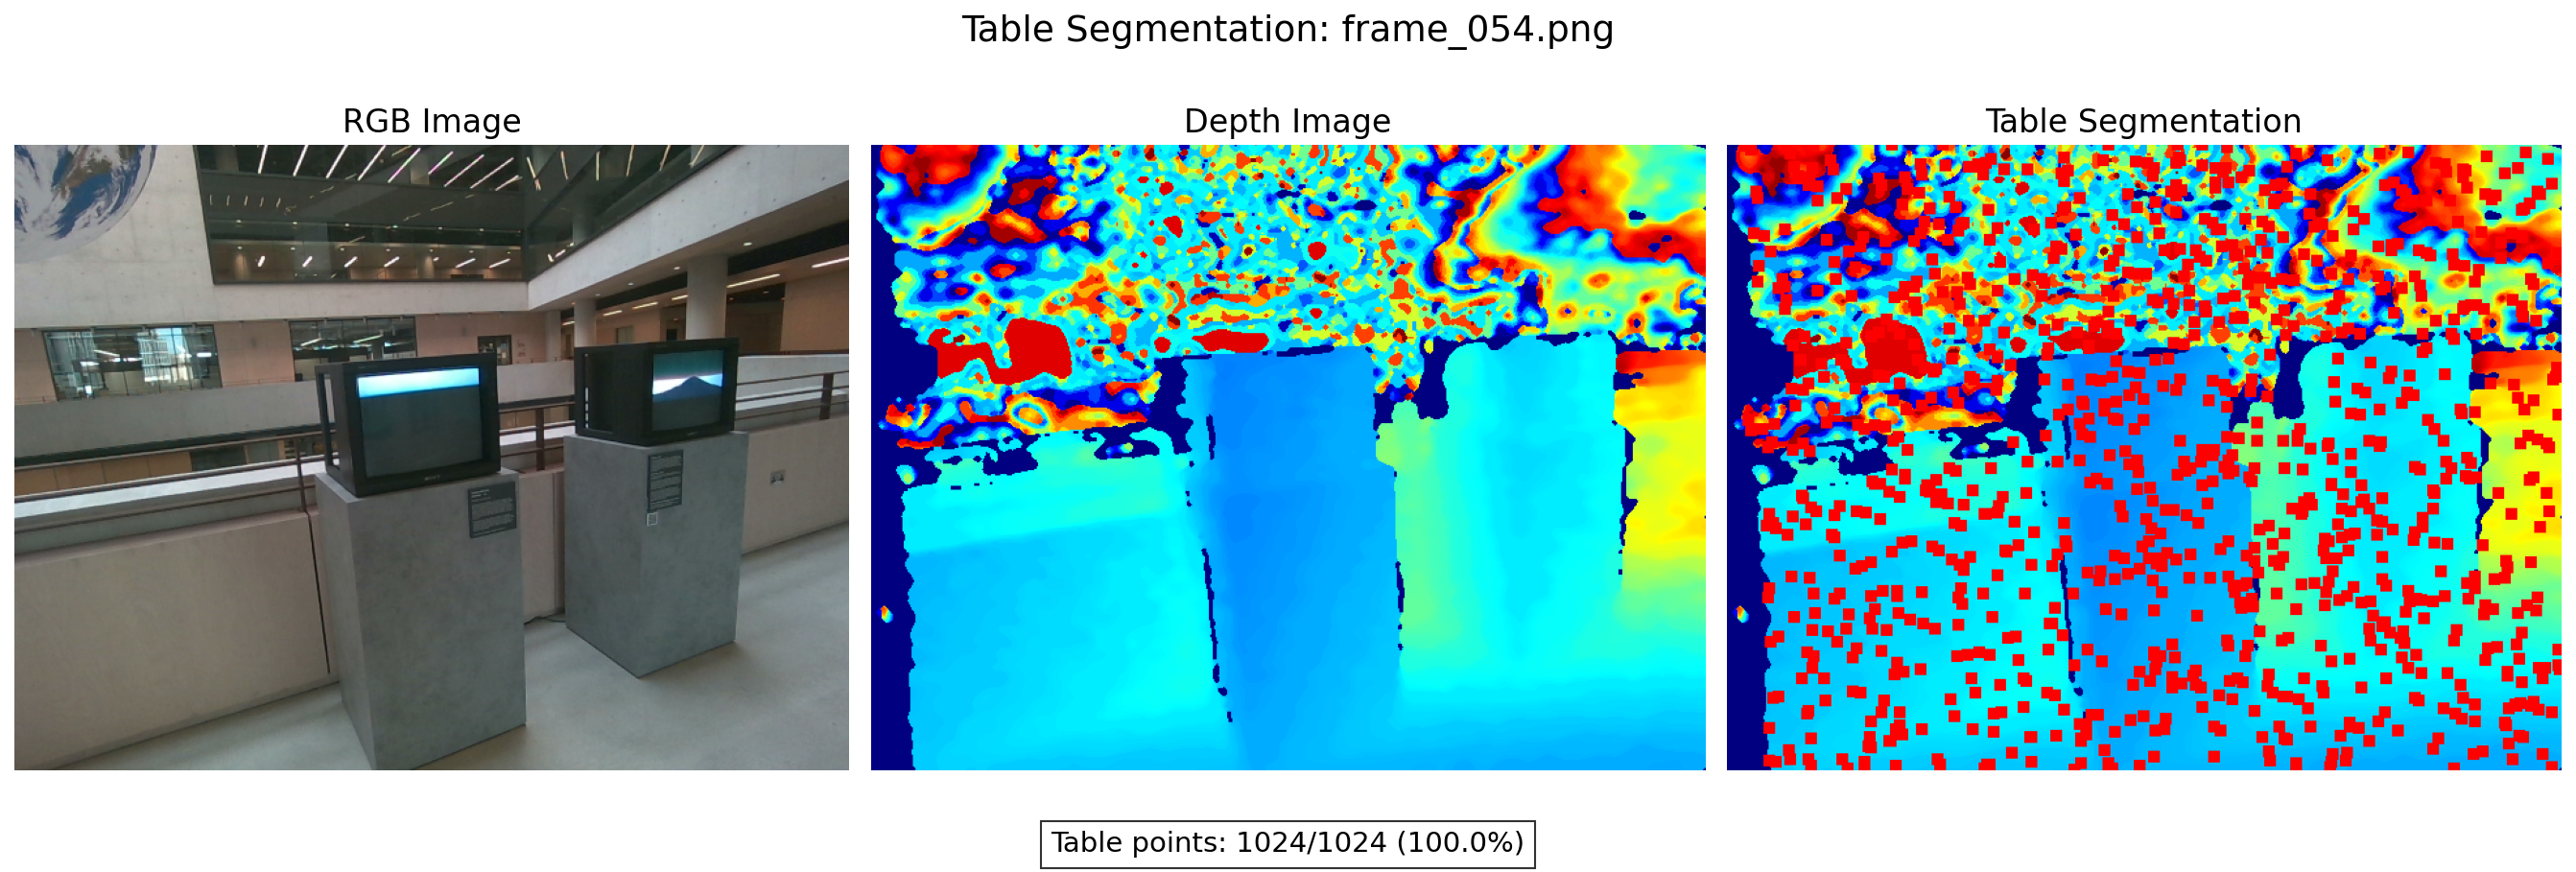 Table Segmentation: frame_054.png
RGB Image
Depth Image
Table Segmentation
Table points: 1024/1024 (100.0%)